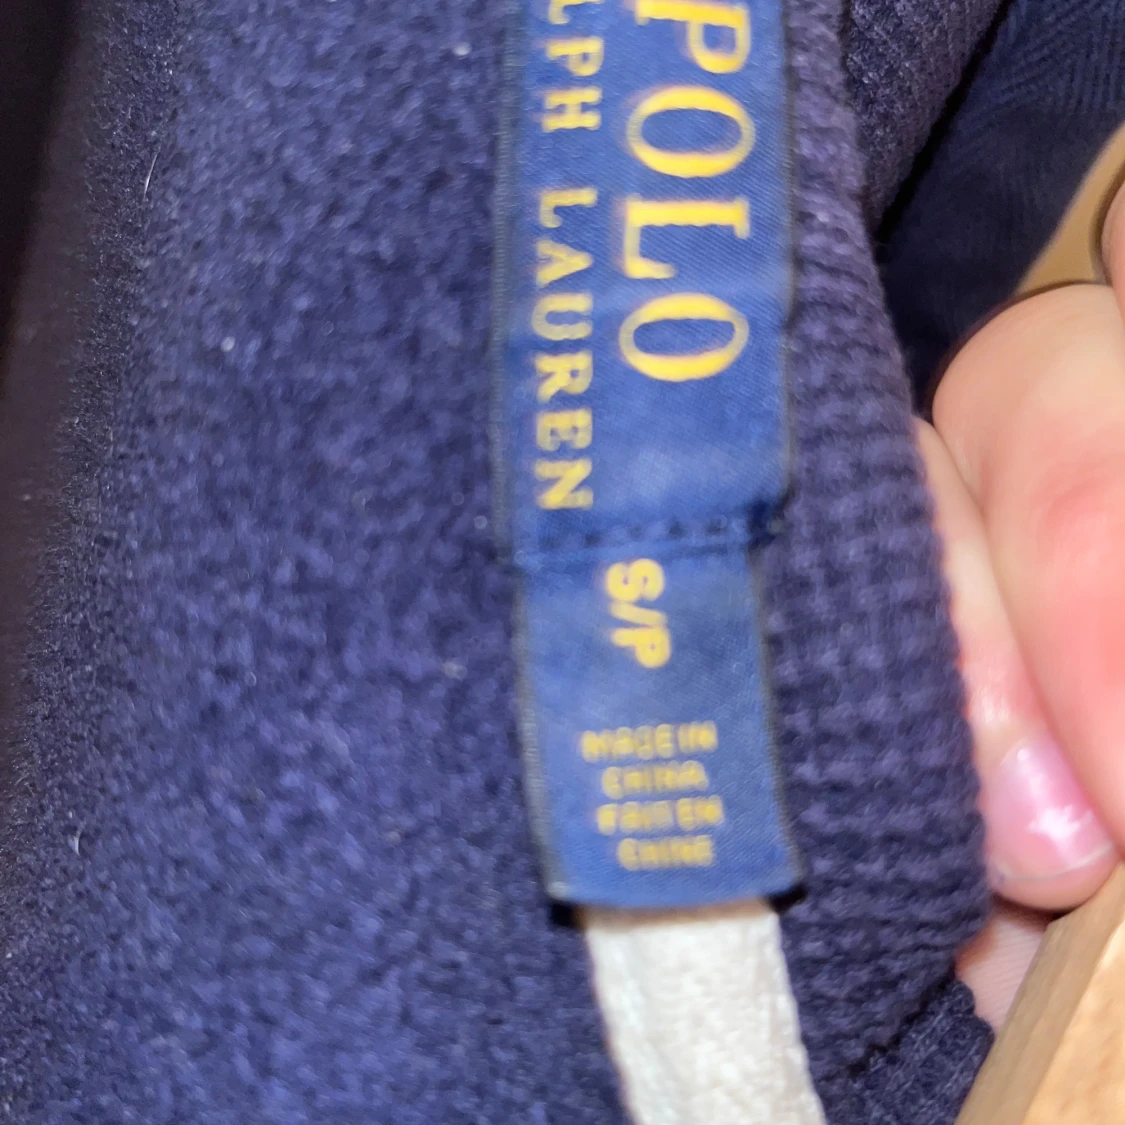 POLO
LPH LAUREN
S/P
MADE IN
CHINA
FAIT EN
CHINE